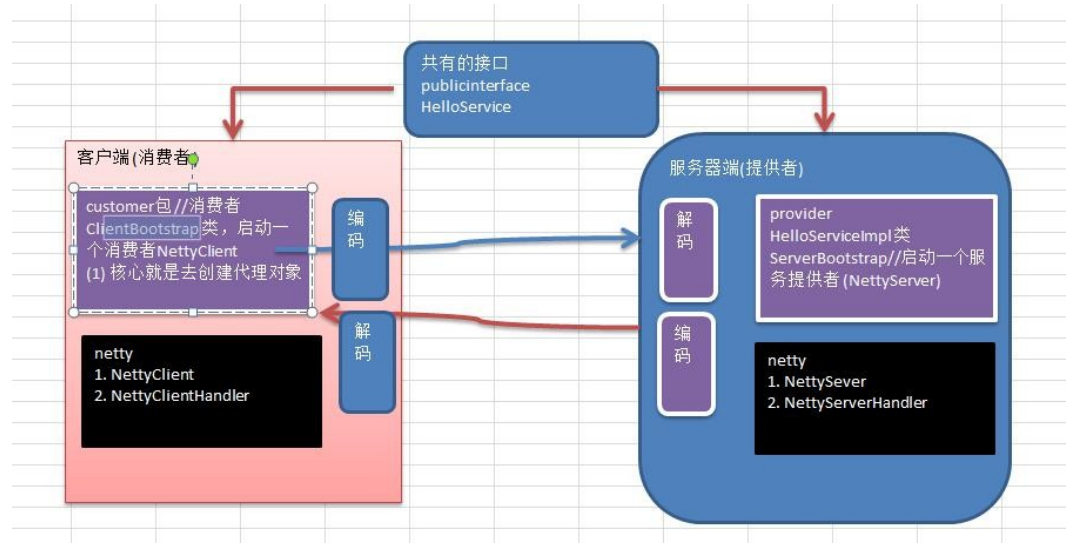 共有的接口
publicinterface
HelloService
客户端(消费者)
customer包//消费者
ClientBootstrap类，启动一
个消费者NettyClient
(1) 核心就是去创建代理对象
编
码
解
码
netty
1. NettyClient
2. NettyClientHandler
服务器端(提供者)
解
码
编
码
provider
HelloServiceImpl类
ServerBootstrap//启动一个服
务提供者(NettyServer)
netty
1. NettySever
2. NettyServerHandler